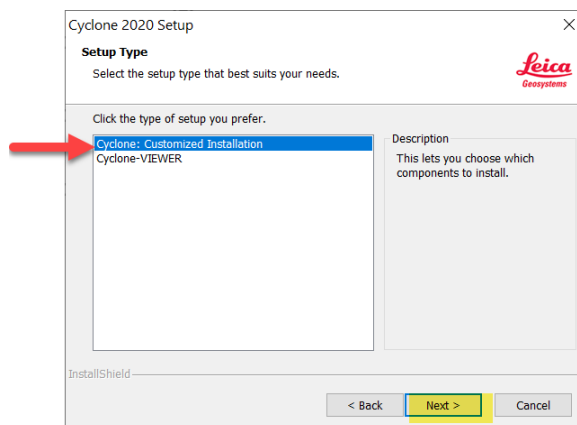 Cyclone 2020 Setup
Setup Type
Select the setup type that best suits your needs.
Leica
Geosystems
Click the type of setup you prefer.
Cyclone: Customized Installation
Cyclone-VIEWER
Description
This lets you choose which
components to install.
InstallShield
< Back
Next >
Cancel